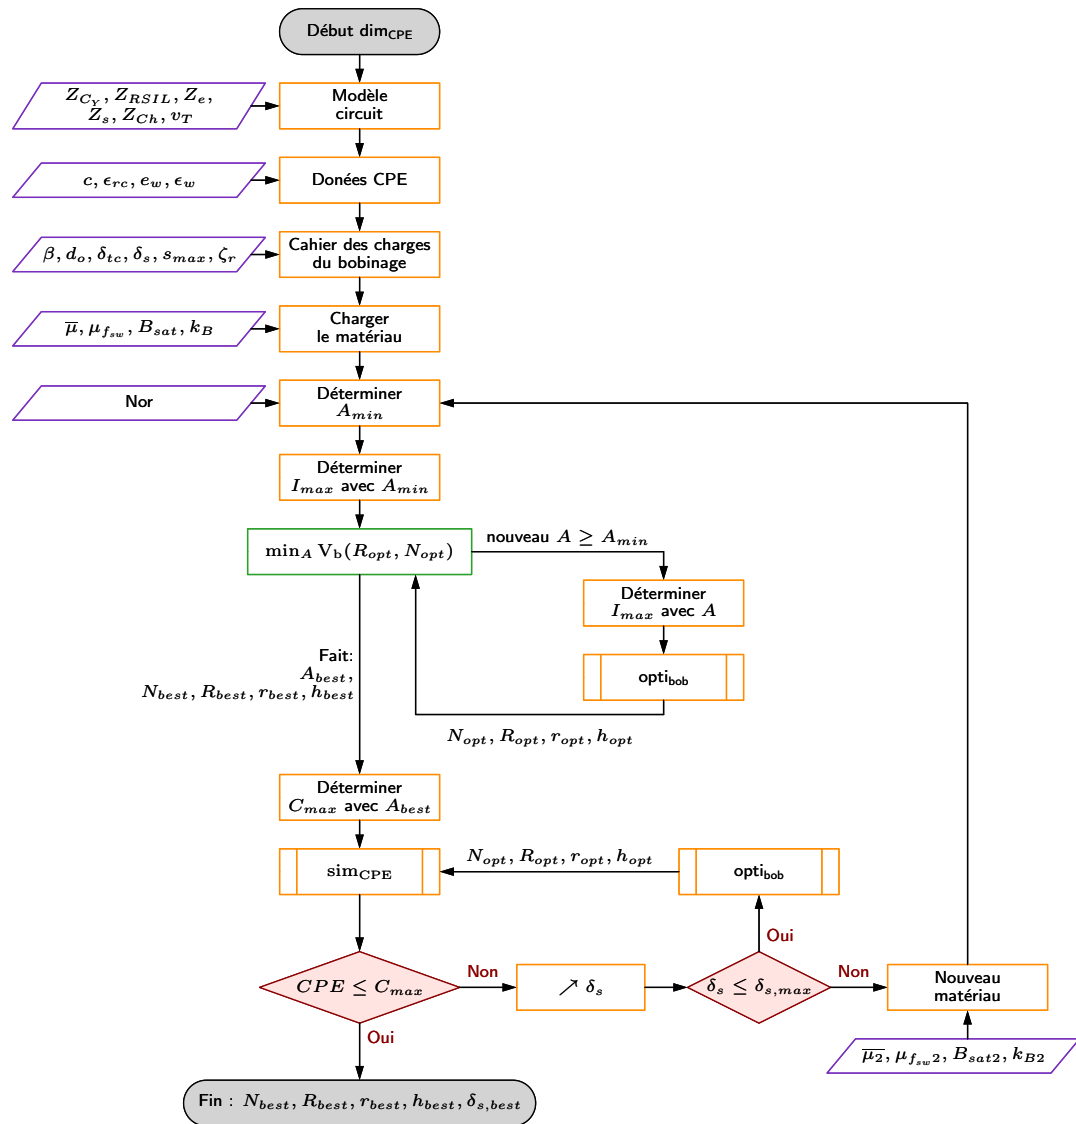 Début dim_CPE
Z_{C_Y}, Z_{RSIL}, Z_e,
Z_s, Z_{Ch}, v_T
Modèle
circuit
c, ϵ_{rc}, e_w, ϵ_w
Donées CPE
β, d_o, δ_{tc}, δ_s, s_{max}, ζ_r
Cahier des charges
du bobinage
μ̅, μ_{f_{sw}}, B_{sat}, k_B
Charger
le matériau
Nor
Déterminer
A_{min}
Déterminer
I_{max} avec A_{min}
min_A V_b(R_{opt}, N_{opt})
nouveau A ≥ A_{min}
Déterminer
I_{max} avec A
opti_{bob}
N_{opt}, R_{opt}, r_{opt}, h_{opt}
Fait:
A_{best},
N_{best}, R_{best}, r_{best}, h_{best}
Déterminer
C_{max} avec A_{best}
sim_{CPE}
N_{opt}, R_{opt}, r_{opt}, h_{opt}
opti_{bob}
Oui
CPE ≤ C_{max}
Non
↗ δ_s
δ_s ≤ δ_{s,max}
Non
Nouveau
matériau
Oui
μ̅_2̅, μ_{f_{sw}2}, B_{sat2}, k_{B2}
Fin : N_{best}, R_{best}, r_{best}, h_{best}, δ_{s,best}